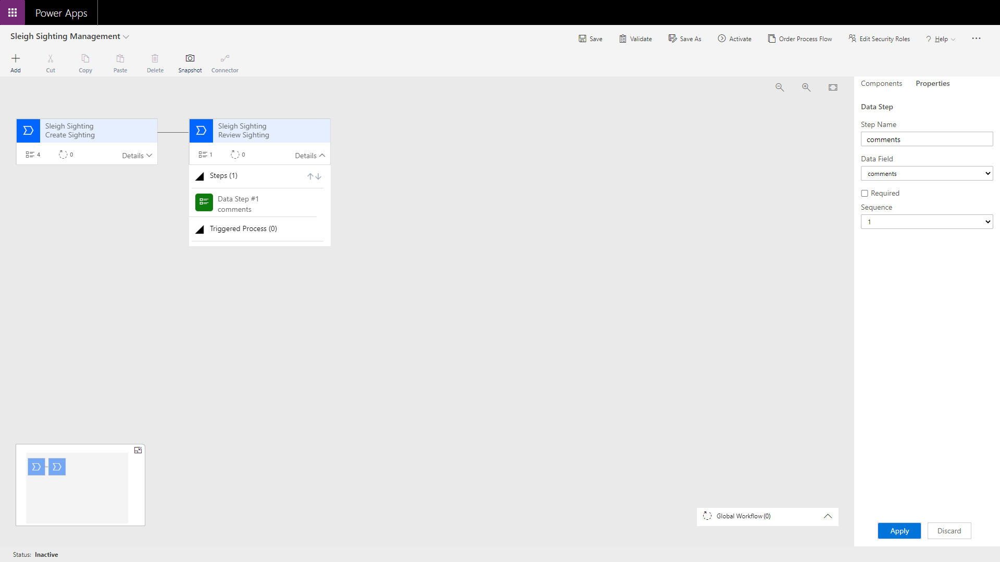 Power Apps
Sleigh Sighting Management
Save
Validate
Save As
Activate
Order Process Flow
Edit Security Roles
? Help
...
Add
Cut
Copy
Paste
Delete
Snapshot
Connector
Components
Properties
Sleigh Sighting
Create Sighting
4
0
Details
Sleigh Sighting
Review Sighting
1
0
Details
Steps (1)
Data Step #1
comments
Triggered Process (0)
Data Step
Step Name
comments
Data Field
comments
Required
Sequence
1
Global Workflow (0)
Apply
Discard
Status: Inactive